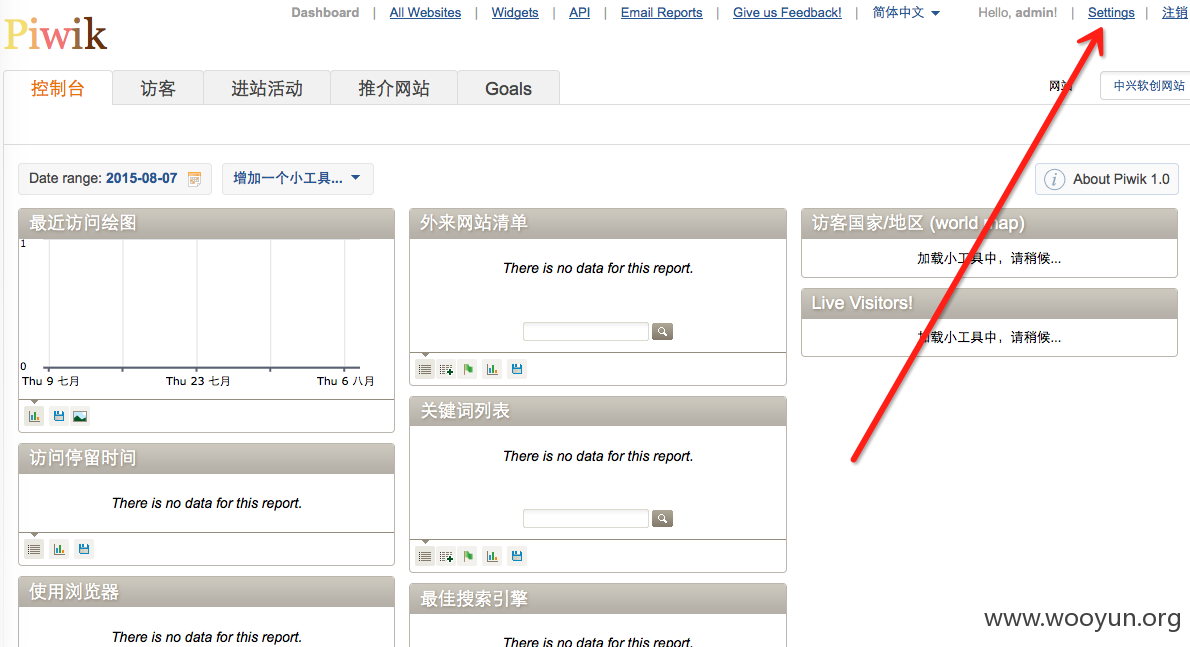 Dashboard | All Websites | Widgets | API | Email Reports | Give us Feedback! | 简体中文 Hello, admin! | Settings | 注销
Piwik
控制台 访客 进站活动 推介网站 Goals
网站 中兴软创网站
Date range: 2015-08-07 增加一个小工具... About Piwik 1.0
最近访问绘图
1
0
Thu 9 七月 Thu 23 七月 Thu 6 八月
访问停留时间
There is no data for this report.
使用浏览器
There is no data for this report.
外来网站清单
There is no data for this report.
关键词列表
There is no data for this report.
最佳搜索引擎
There is no data for this report.
访客国家/地区 (world map)
加载小工具中，请稍候...
Live Visitors!
加载小工具中，请稍候...
www.wooyun.org